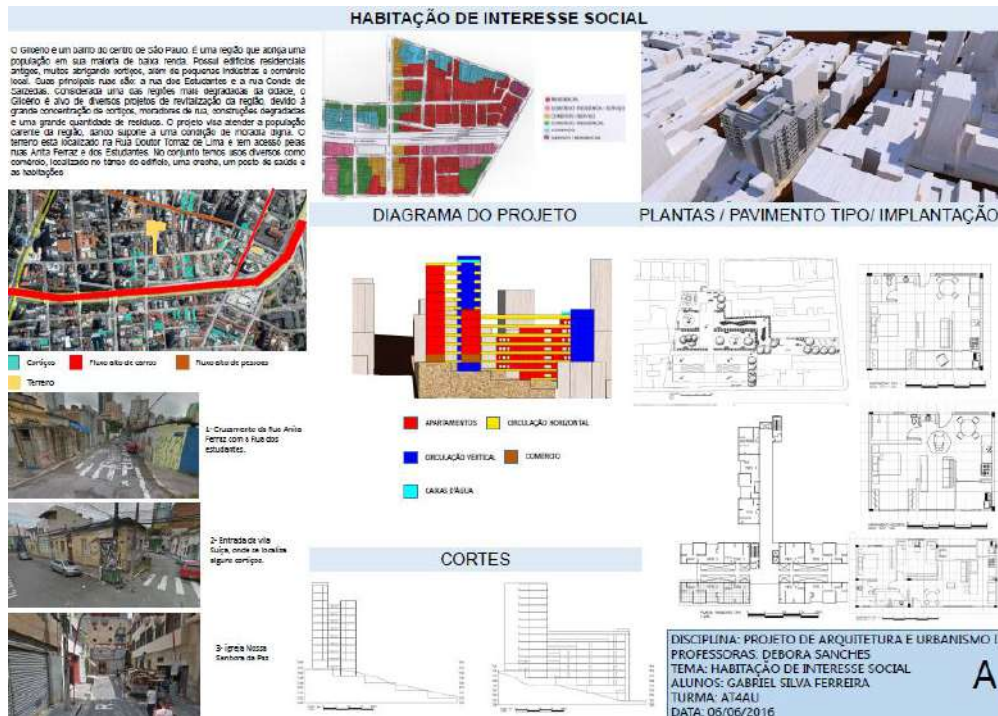 HABITAÇÃO DE INTERESSE SOCIAL
O Glicério é um bairro do centro de São Paulo. É uma região que abriga uma
população em sua maioria de baixa renda. Possui edifícios residenciais
antigos, muitos abrigando cortiços, além de pequenas indústrias e comércio
local. Suas principais ruas são: a rua dos Estudantes e a rua Conde de
Sarzedas. Considerada uma das regiões mais degradadas da cidade, o
Glicério é alvo de diversos projetos de revitalização da região, devido à
grande concentração de cortiços, moradores de rua, construções degradadas
e uma grande quantidade de resíduos. O projeto visa atender a população
carente da região, dando suporte a uma condição de moradia digna. O
terreno está localizado na Rua Doutor Tomaz de Lima e tem acesso pelas
ruas Anita Ferraz e dos Estudantes. No conjunto temos usos diversos como
comércio, localizado no térreo do edifício, uma creche, um posto de saúde e
as habitações
RESIDENCIAL
DIAGRAMA DO PROJETO
PLANTAS / PAVIMENTO TIPO/ IMPLANTAÇÃO
Cortiços
Fluxo alto de carros
Fluxo alto de pessoas
Terreno
1- Cruzamento da Rua Anita
Ferraz com a Rua dos
estudantes.
2- Entrada da vila
Suíça, onde se localiza
alguns cortiços.
3- Igreja Nossa
Senhora da Paz
APARTAMENTOS
CIRCULAÇÃO HORIZONTAL
CIRCULAÇÃO VERTICAL
COMERCIO
CAIXAS D'ÁGUA
CORTES
DISCIPLINA: PROJETO DE ARQUITETURA E URBANISMO I
PROFESSORAS: DEBORA SANCHES
TEMA: HABITAÇÃO DE INTERESSE SOCIAL
ALUNOS: GABRIEL SILVA FERREIRA
TURMA: AT4AU
DATA: 06/06/2016
A